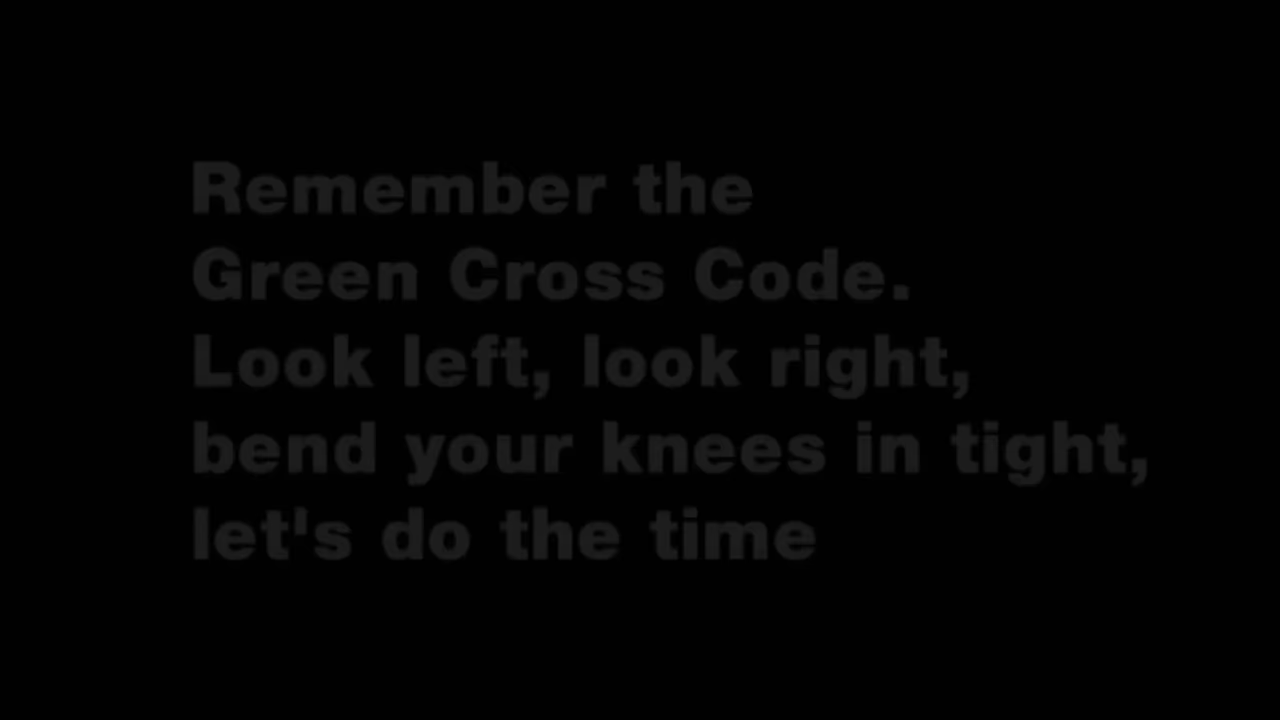 Remember the
Green Cross Code.
Look left, look right,
bend your knees in tight,
let's do the time